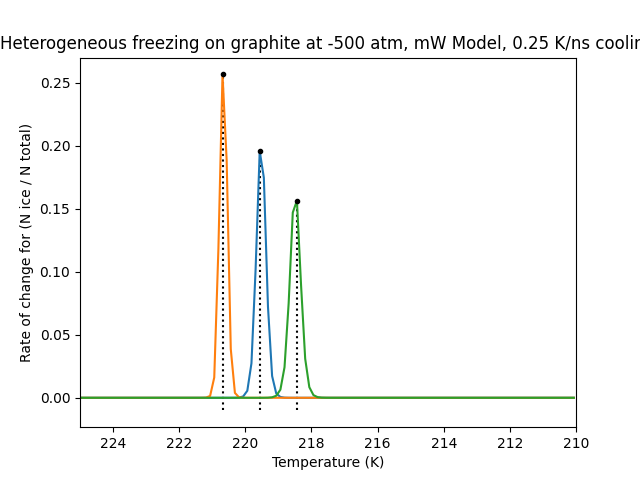 Heterogeneous freezing on graphite at -500 atm, mW Model, 0.25 K/ns coolin
0.25
0.20
0.15
0.10
0.05
0.00
Rate of change for (N ice / N total)
224 222 220 218 216 214 212 210
Temperature (K)